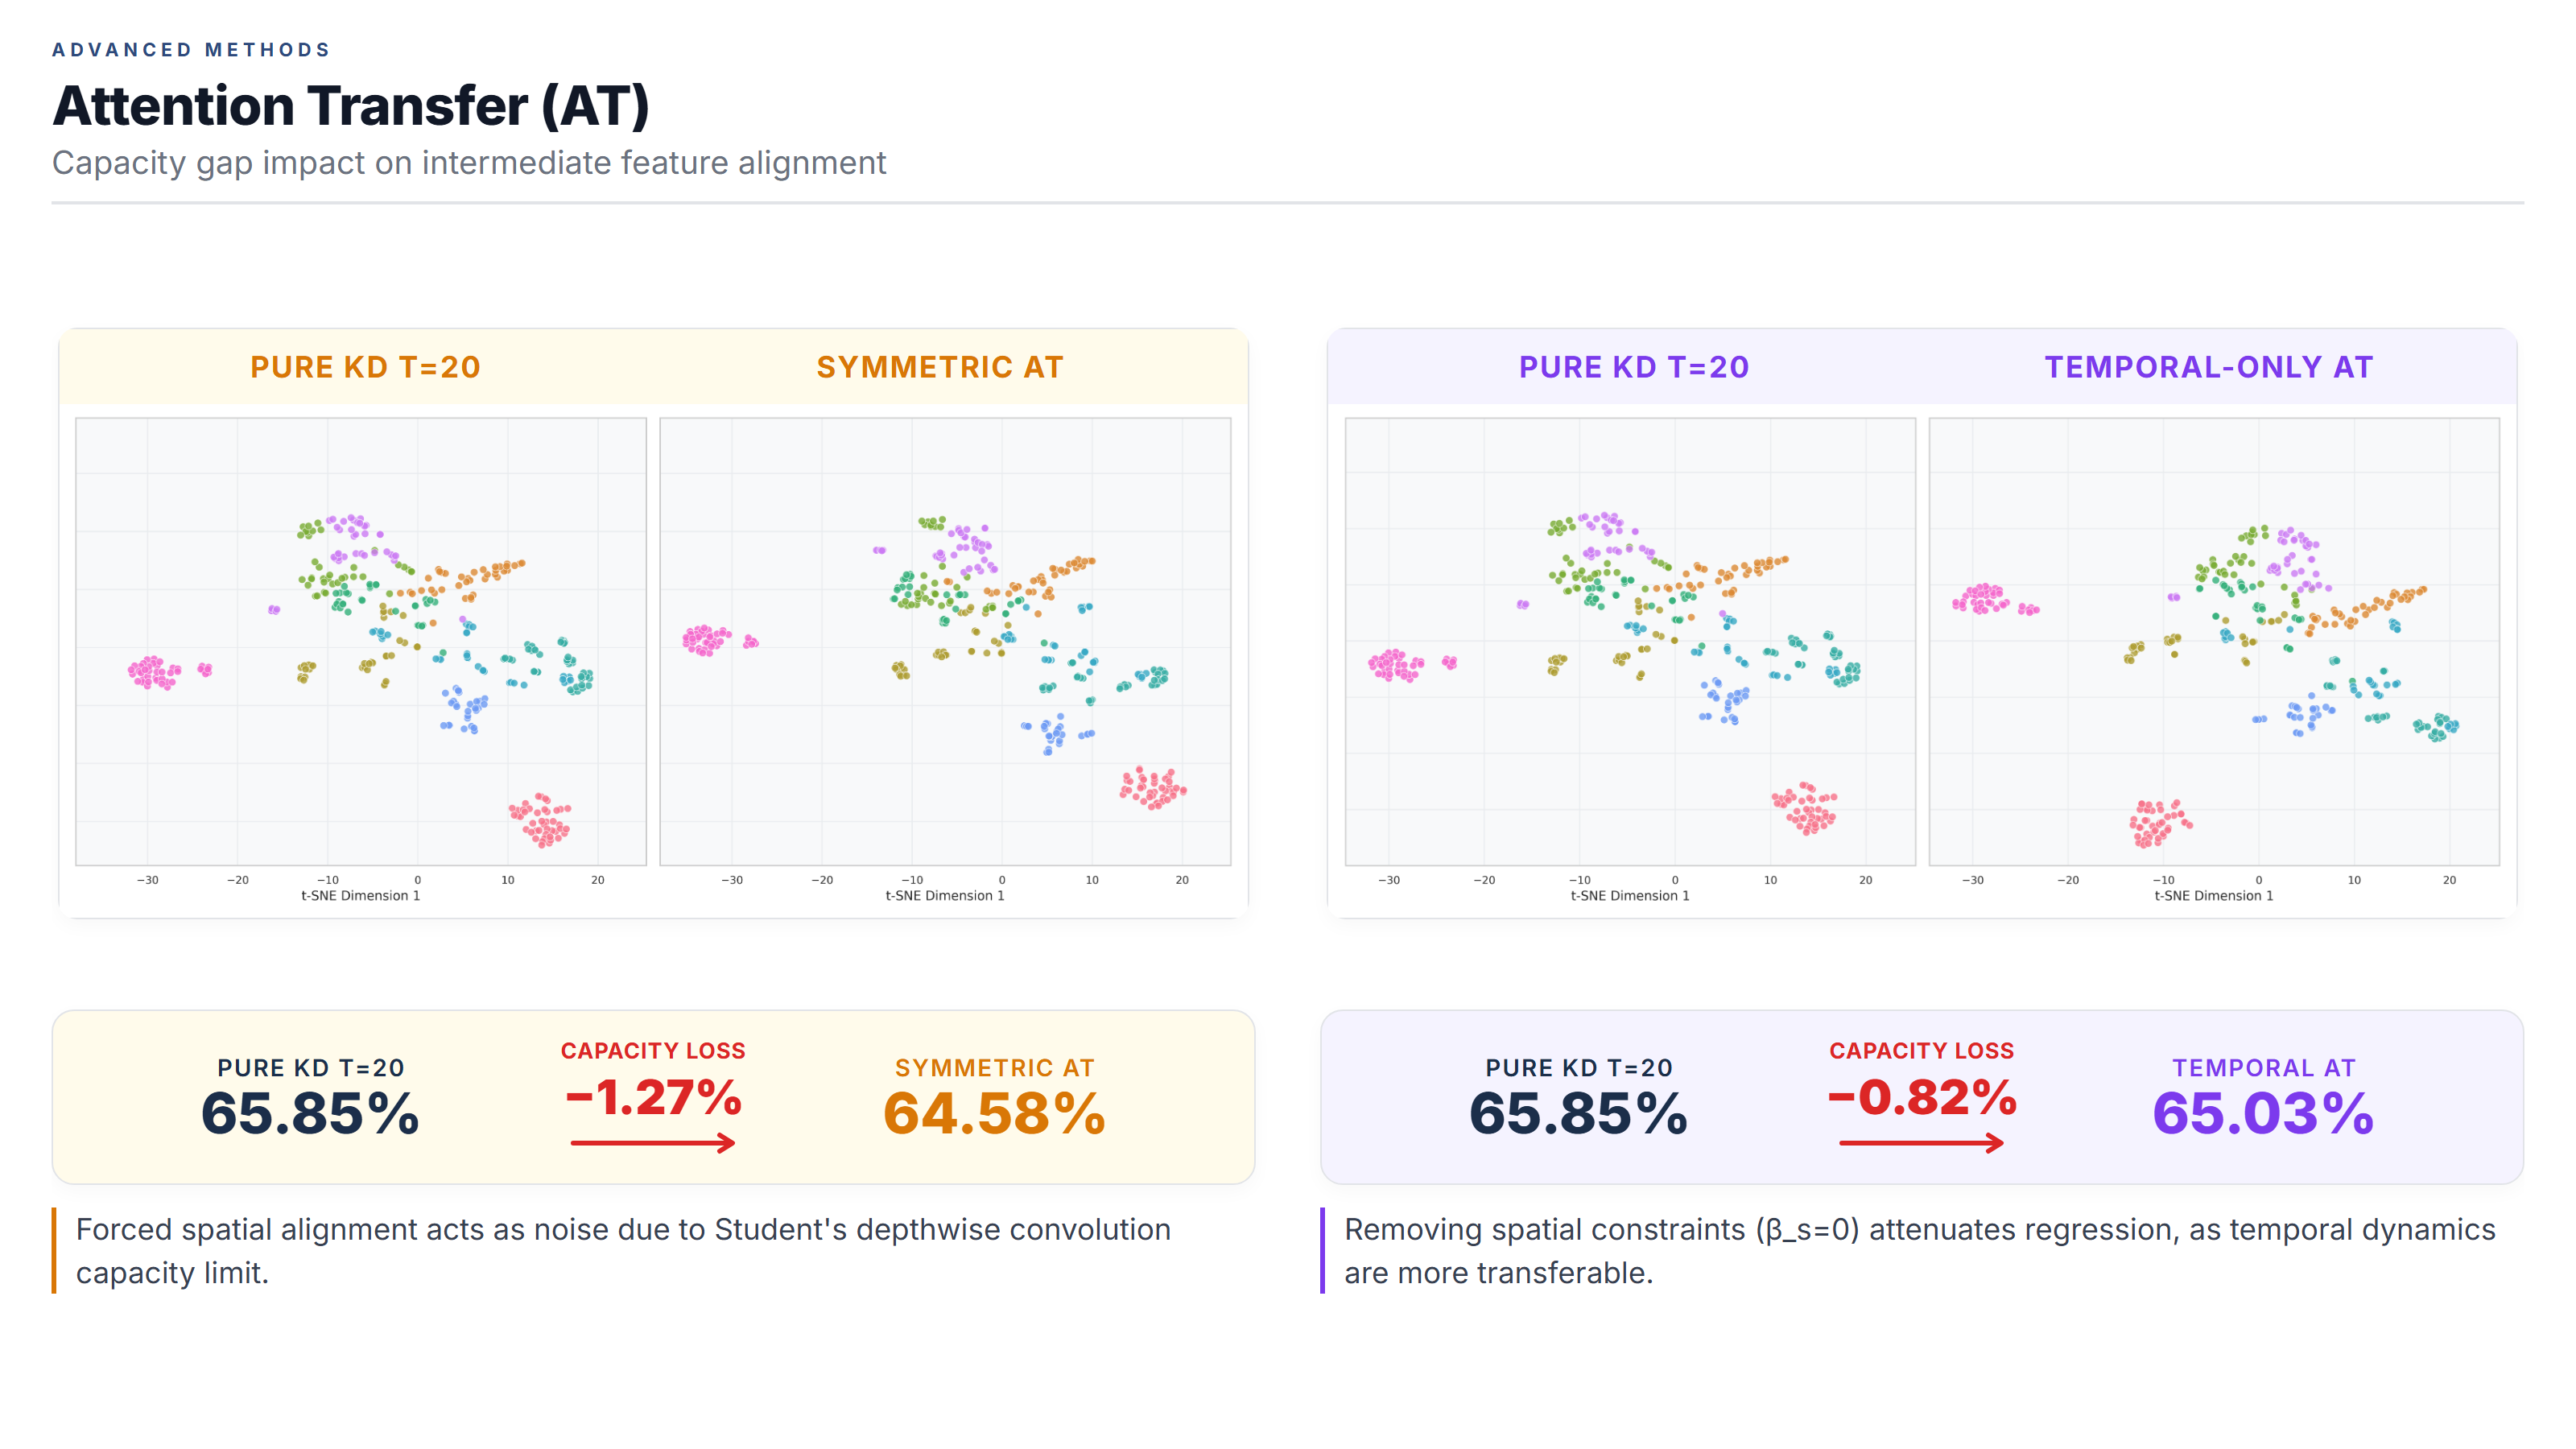 ADVANCED METHODS
Attention Transfer (AT)
Capacity gap impact on intermediate feature alignment
PURE KD T=20
SYMMETRIC AT
−30 −20 −10 0 10 20
t-SNE Dimension 1
−30 −20 −10 0 10 20
t-SNE Dimension 1
PURE KD T=20
TEMPORAL-ONLY AT
−30 −20 −10 0 10 20
t-SNE Dimension 1
−30 −20 −10 0 10 20
t-SNE Dimension 1
PURE KD T=20
65.85%
CAPACITY LOSS
−1.27%
SYMMETRIC AT
64.58%
Forced spatial alignment acts as noise due to Student's depthwise convolution
capacity limit.
PURE KD T=20
65.85%
CAPACITY LOSS
−0.82%
TEMPORAL AT
65.03%
Removing spatial constraints (β_s=0) attenuates regression, as temporal dynamics
are more transferable.